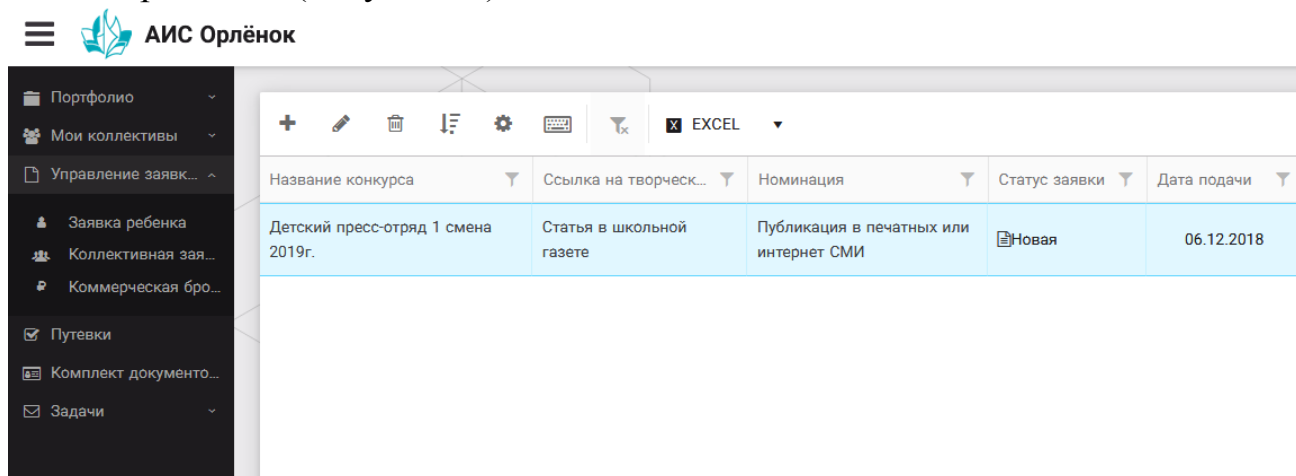 АИС Орлёнок
Портфолио
Мои коллективы
Управление заявк...
Заявка ребенка
Коллективная зая...
Коммерческая бро...
Путевки
Комплект документо...
Задачи
EXCEL
Название конкурса
Ссылка на творческ...
Номинация
Статус заявки
Дата подачи
Детский пресс-отряд 1 смена
2019г.
Статья в школьной
газете
Публикация в печатных или
интернет СМИ
Новая
06.12.2018